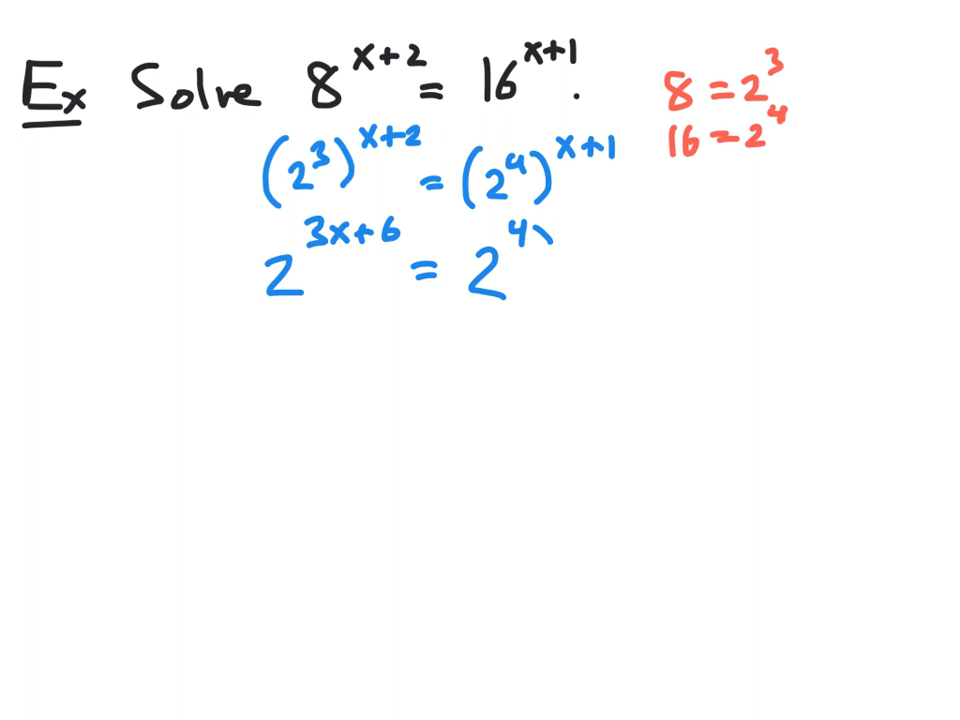 Ex Solve 8^{x+2} = 16^{x+1}.
8 = 2^3
16 = 2^4
(2^3)^{x+2} = (2^4)^{x+1}
2^{3x+6} = 2^4